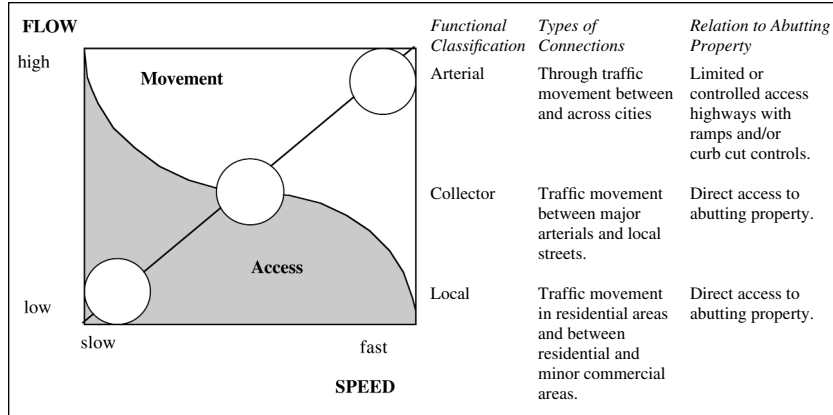 FLOW
high
Movement
Access
low
slow
fast
SPEED
Functional
Classification
Types of
Connections
Relation to Abutting
Property
Arterial
Through traffic
movement between
and across cities
Limited or
controlled access
highways with
ramps and/or
curb cut controls.
Collector
Traffic movement
between major
arterials and local
streets.
Direct access to
abutting property.
Local
Traffic movement
in residential areas
and between
residential and
minor commercial
areas.
Direct access to
abutting property.